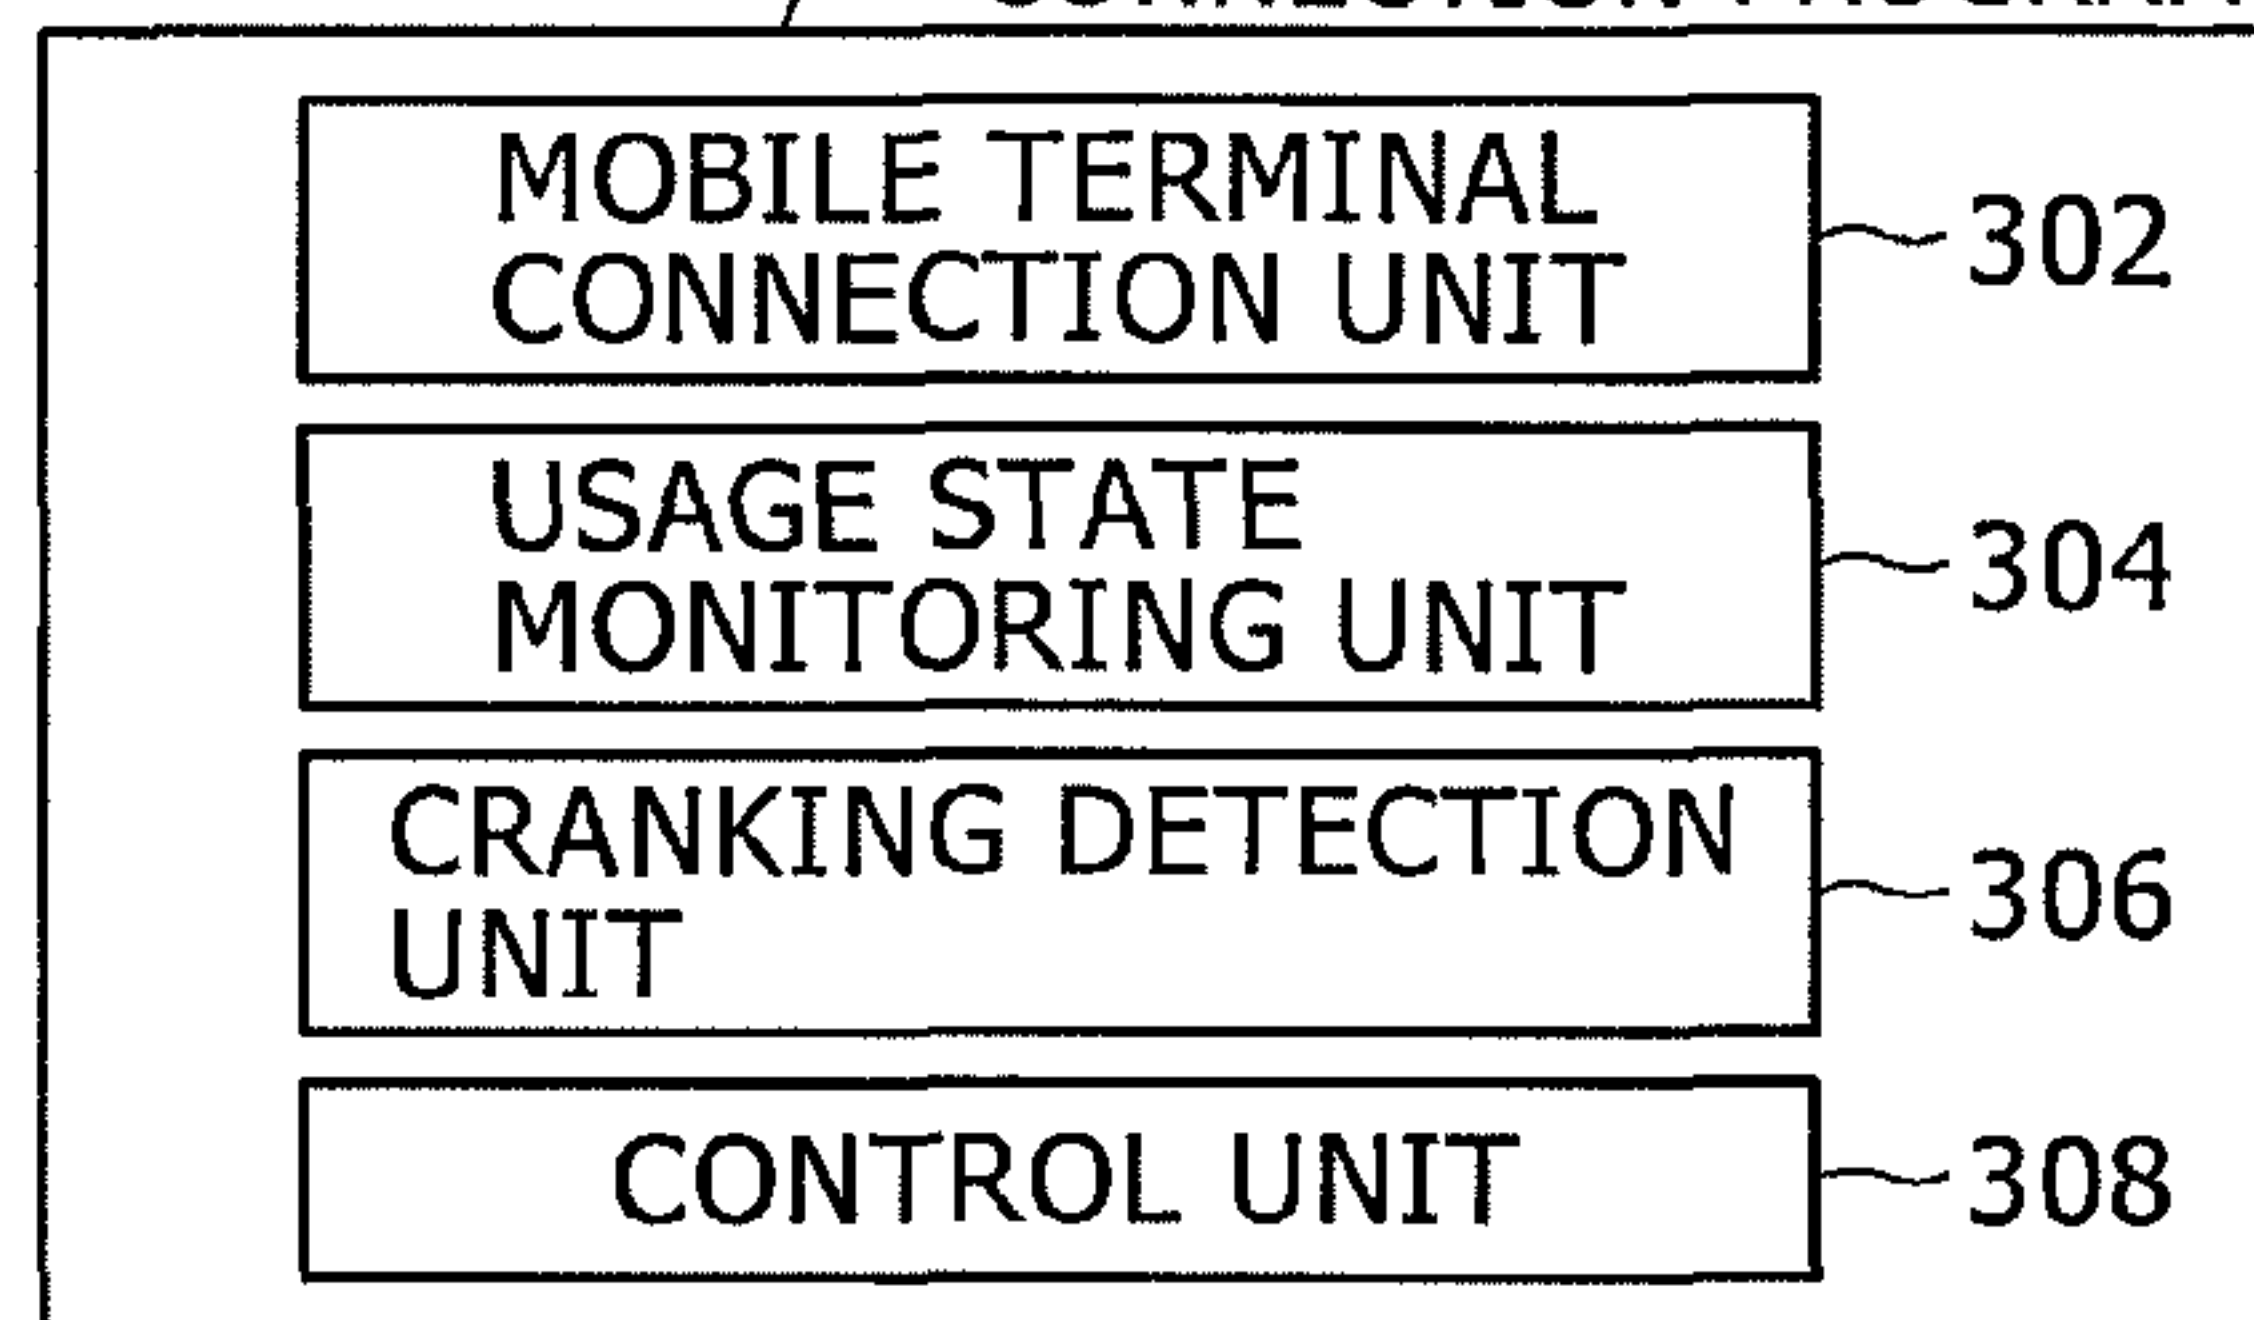 MOBILE TERMINAL
CONNECTION UNIT
302
USAGE STATE
MONITORING UNIT
304
CRANKING DETECTION
UNIT
306
CONTROL UNIT
308